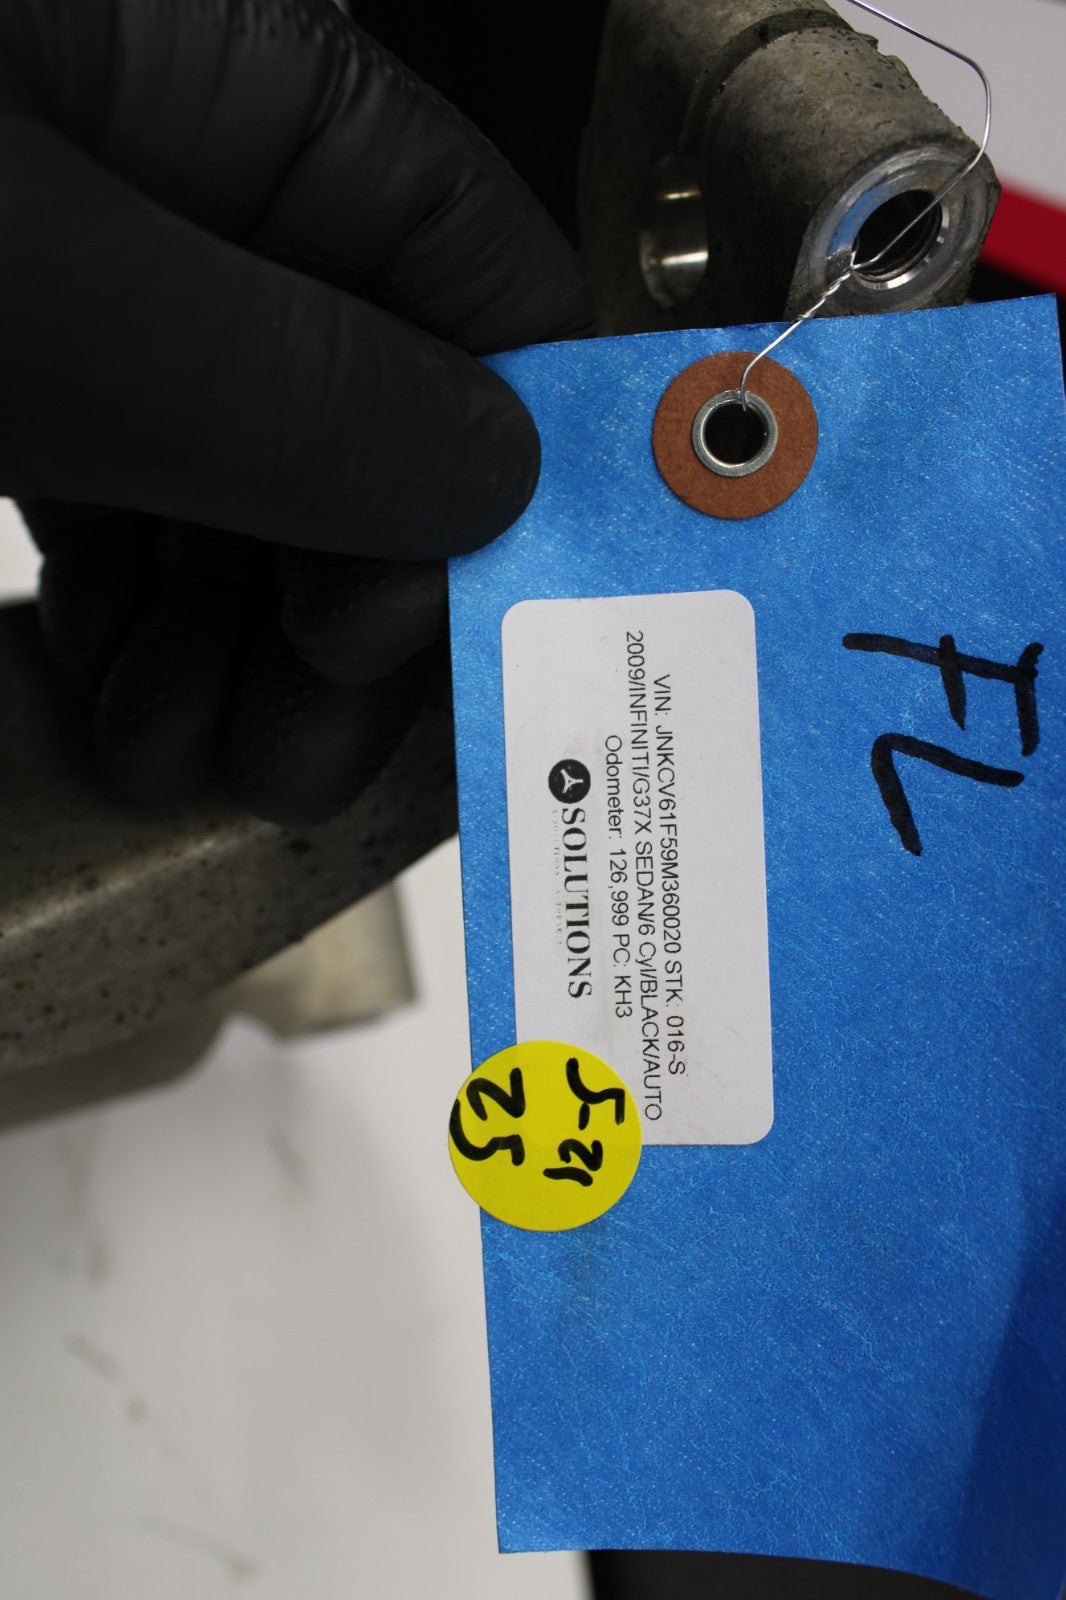 FL
VIN: JNKCV61F59M360020 STK: 016-S
2009/INFINITI/G37X SEDAN/6 Cyl/BLACK/AUTO
Odometer: 126,999 PC: KH3
SOLUTIONS
5-21
25